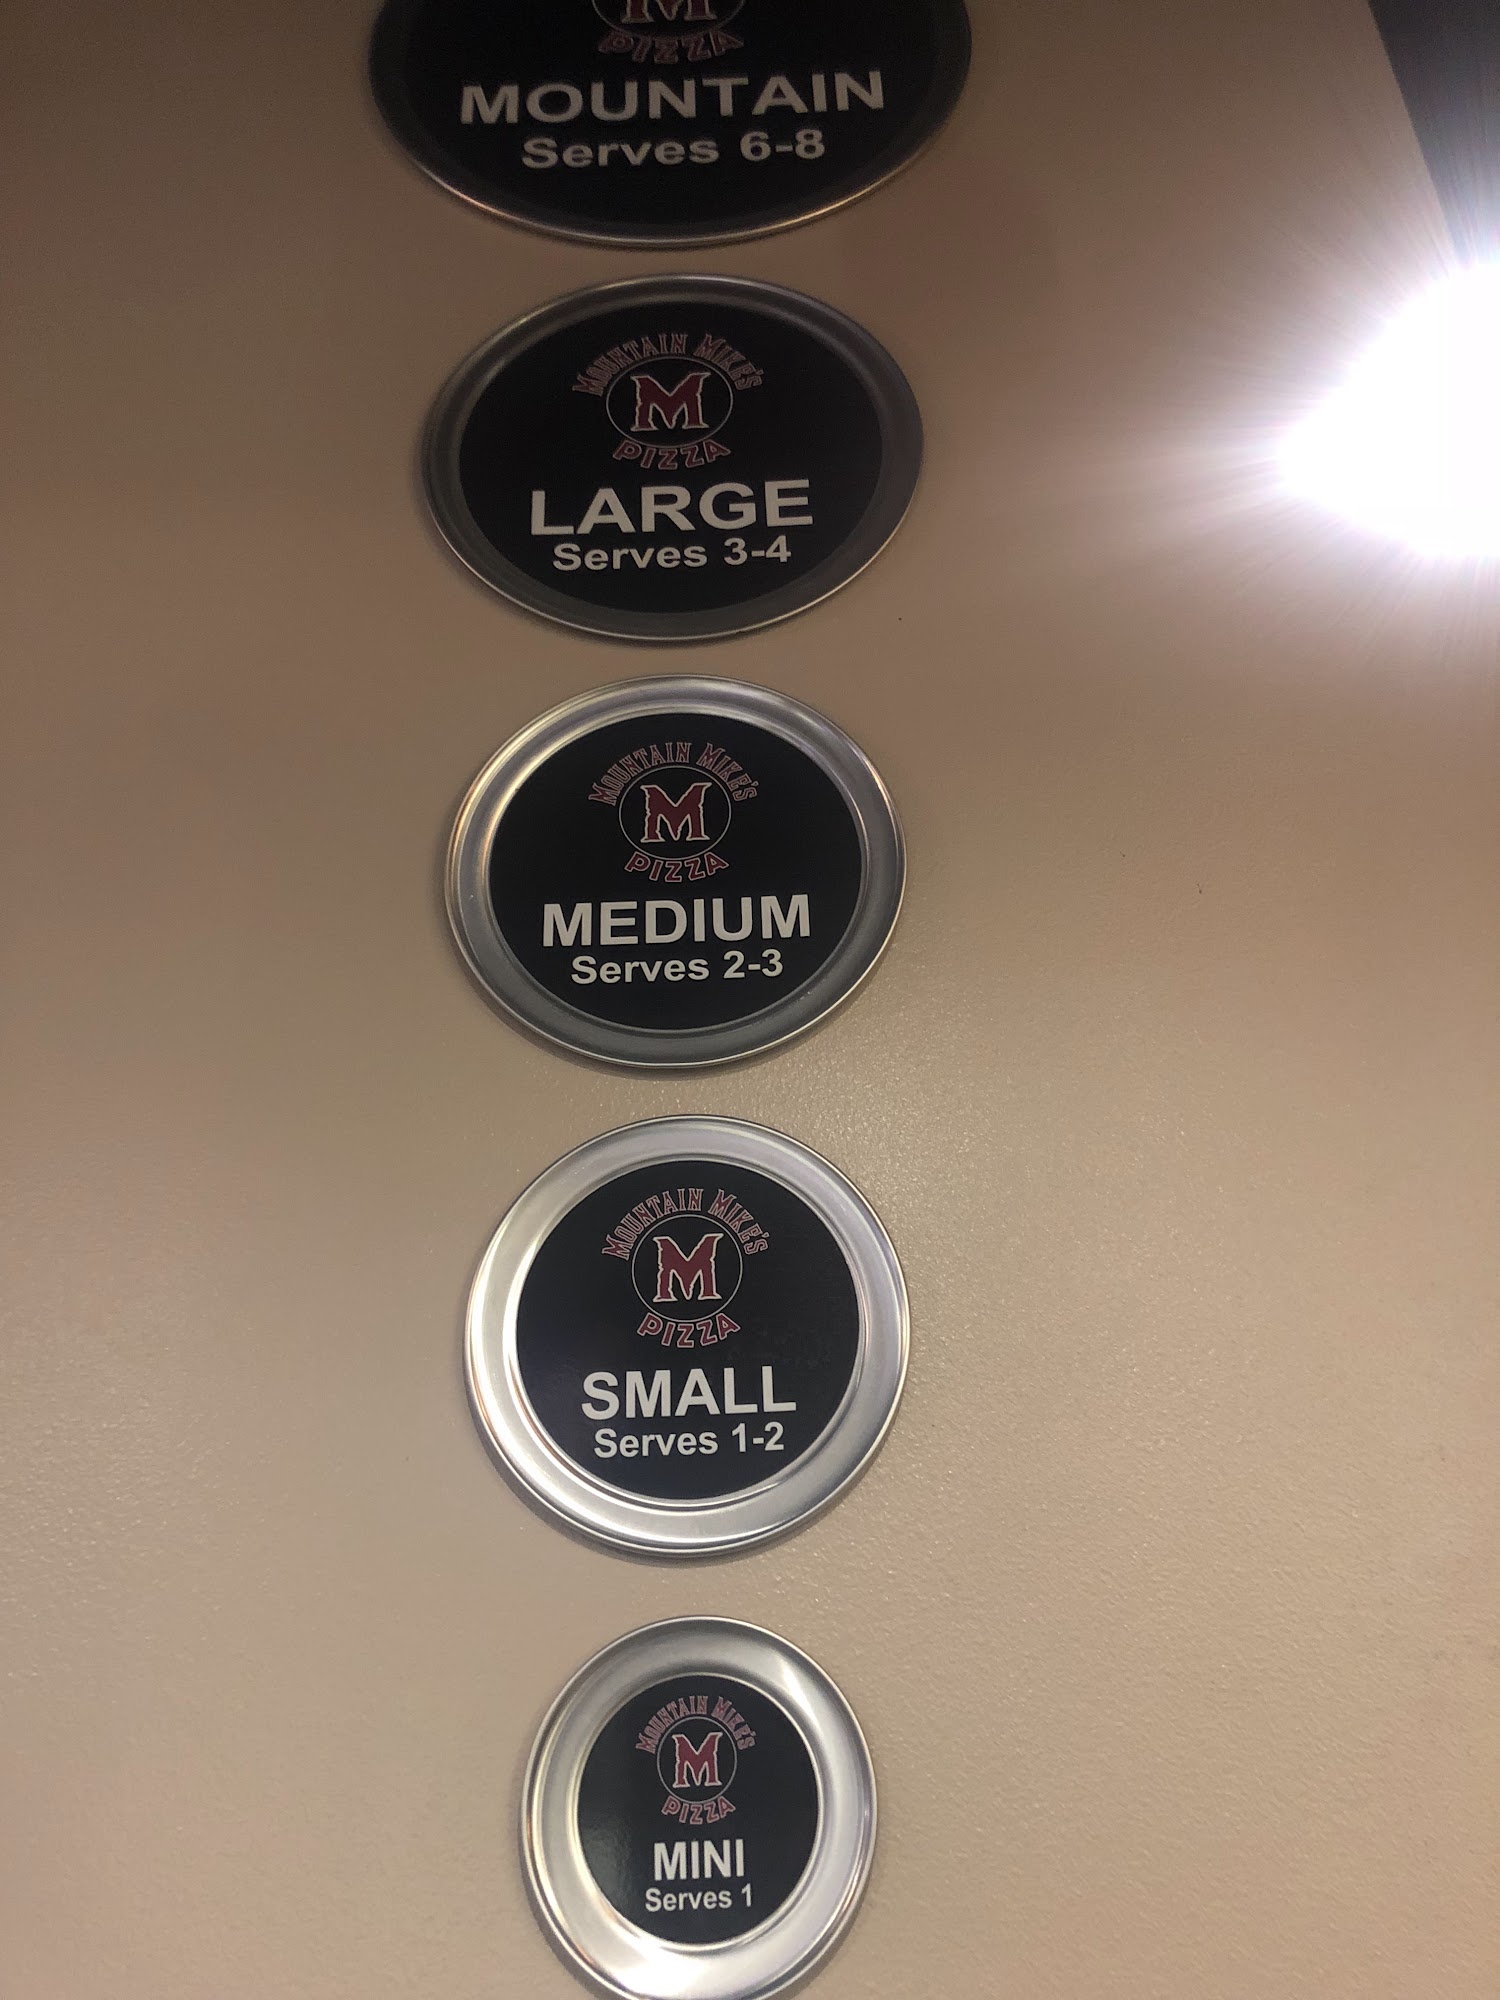 M
PIZZA
MOUNTAIN
Serves 6-8
MOUNTAIN MIKE'S
M
PIZZA
LARGE
Serves 3-4
MOUNTAIN MIKE'S
M
PIZZA
MEDIUM
Serves 2-3
MOUNTAIN MIKE'S
M
PIZZA
SMALL
Serves 1-2
MOUNTAIN MIKE'S
M
PIZZA
MINI
Serves 1